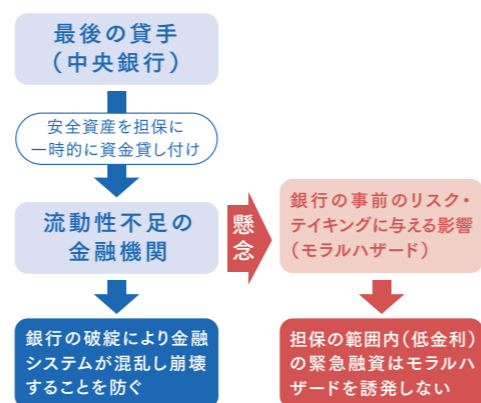 最後の貸手
（中央銀行）
安全資産を担保に
一時的に資金貸し付け
流動性不足の
金融機関
懸念
銀行の事前のリスク・
テイキングに与える影響
（モラルハザード）
銀行の破綻により金融
システムが混乱し崩壊
することを防ぐ
担保の範囲内（低金利）
の緊急融資はモラルハ
ザードを誘発しない